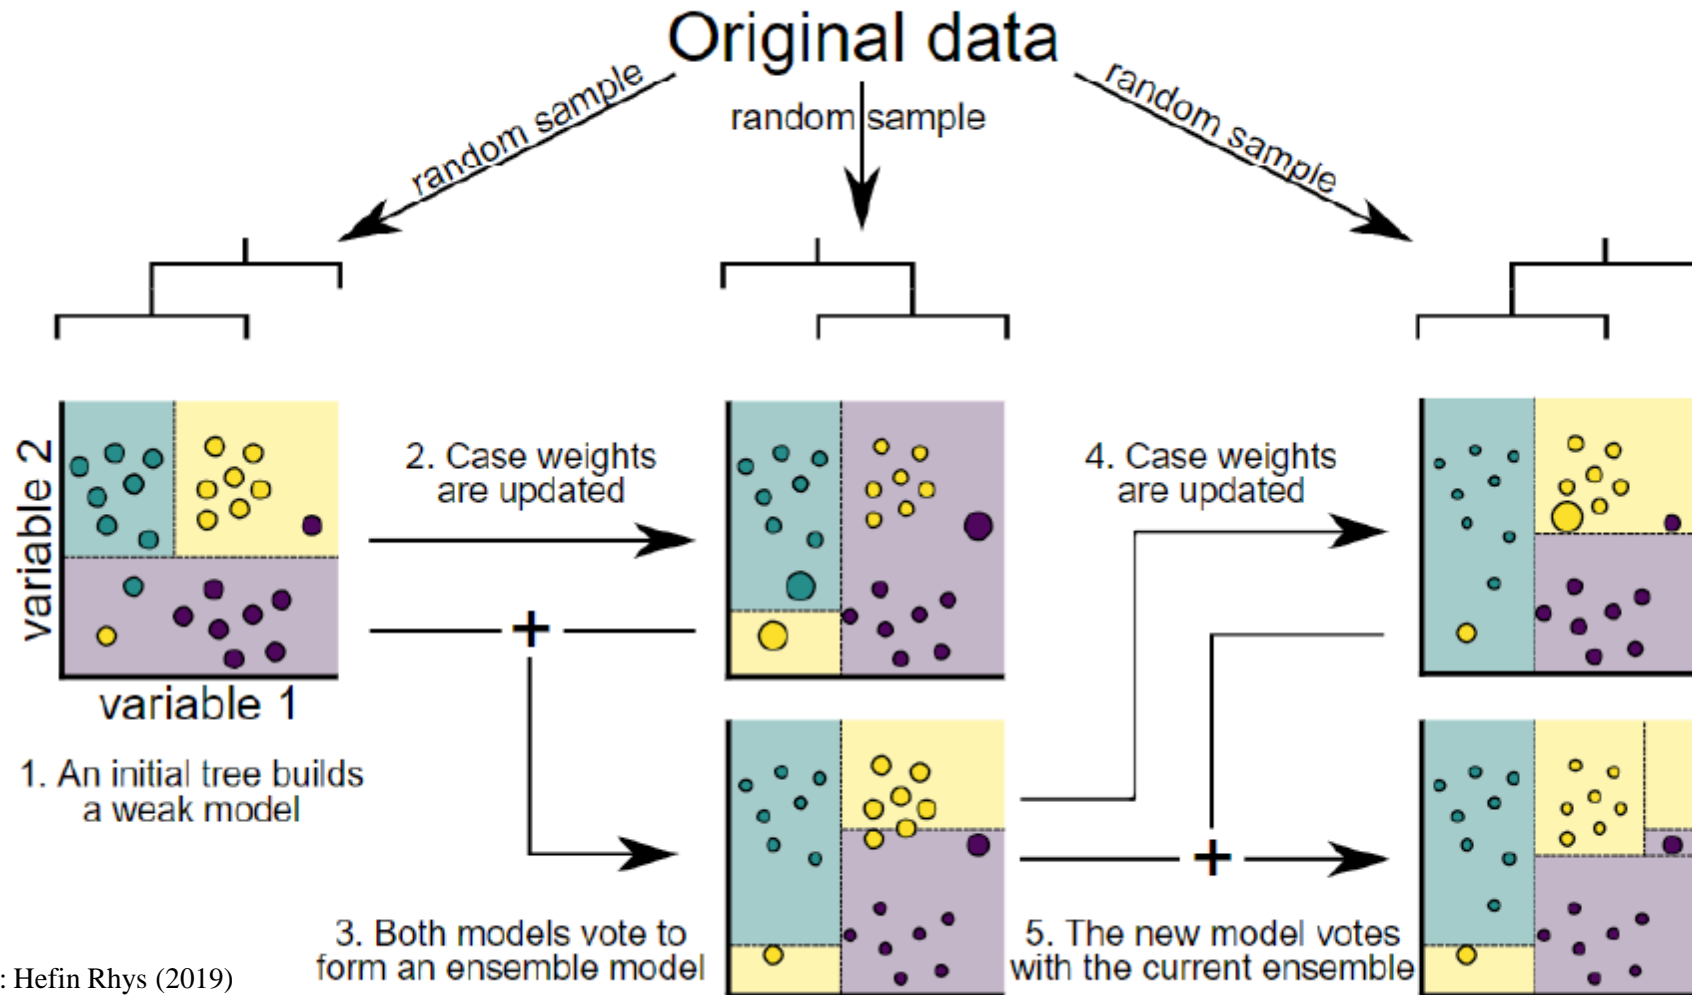 Original data
random sample
random sample
random sample
variable 2
variable 1
2. Case weights
are updated
4. Case weights
are updated
+
1. An initial tree builds
a weak model
+
3. Both models vote to
form an ensemble model
5. The new model votes
with the current ensemble
: Hefin Rhys (2019)